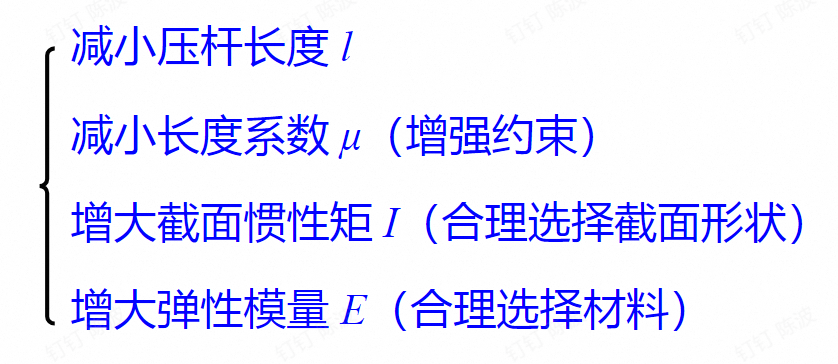 减小压杆长度 l
减小长度系数 μ（增强约束）
增大截面惯性矩 I（合理选择截面形状）
增大弹性模量 E（合理选择材料）